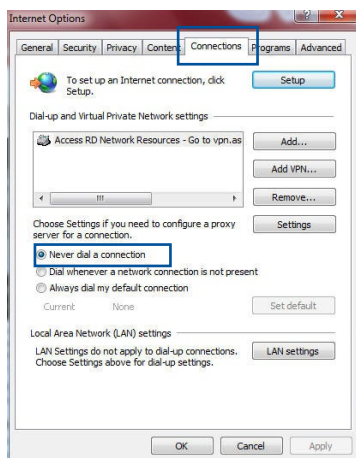 Internet Options
General Security Privacy Content Connections Programs Advanced
To set up an Internet connection, click
Setup.
Setup
Dial-up and Virtual Private Network settings
Access RD Network Resources - Go to vpn.as
Add...
Add VPN...
Remove...
Choose Settings if you need to configure a proxy
server for a connection.
Settings
Never dial a connection
Dial whenever a network connection is not present
Always dial my default connection
Current None
Set default
Local Area Network (LAN) settings
LAN Settings do not apply to dial-up connections.
Choose Settings above for dial-up settings.
LAN settings
OK Cancel Apply